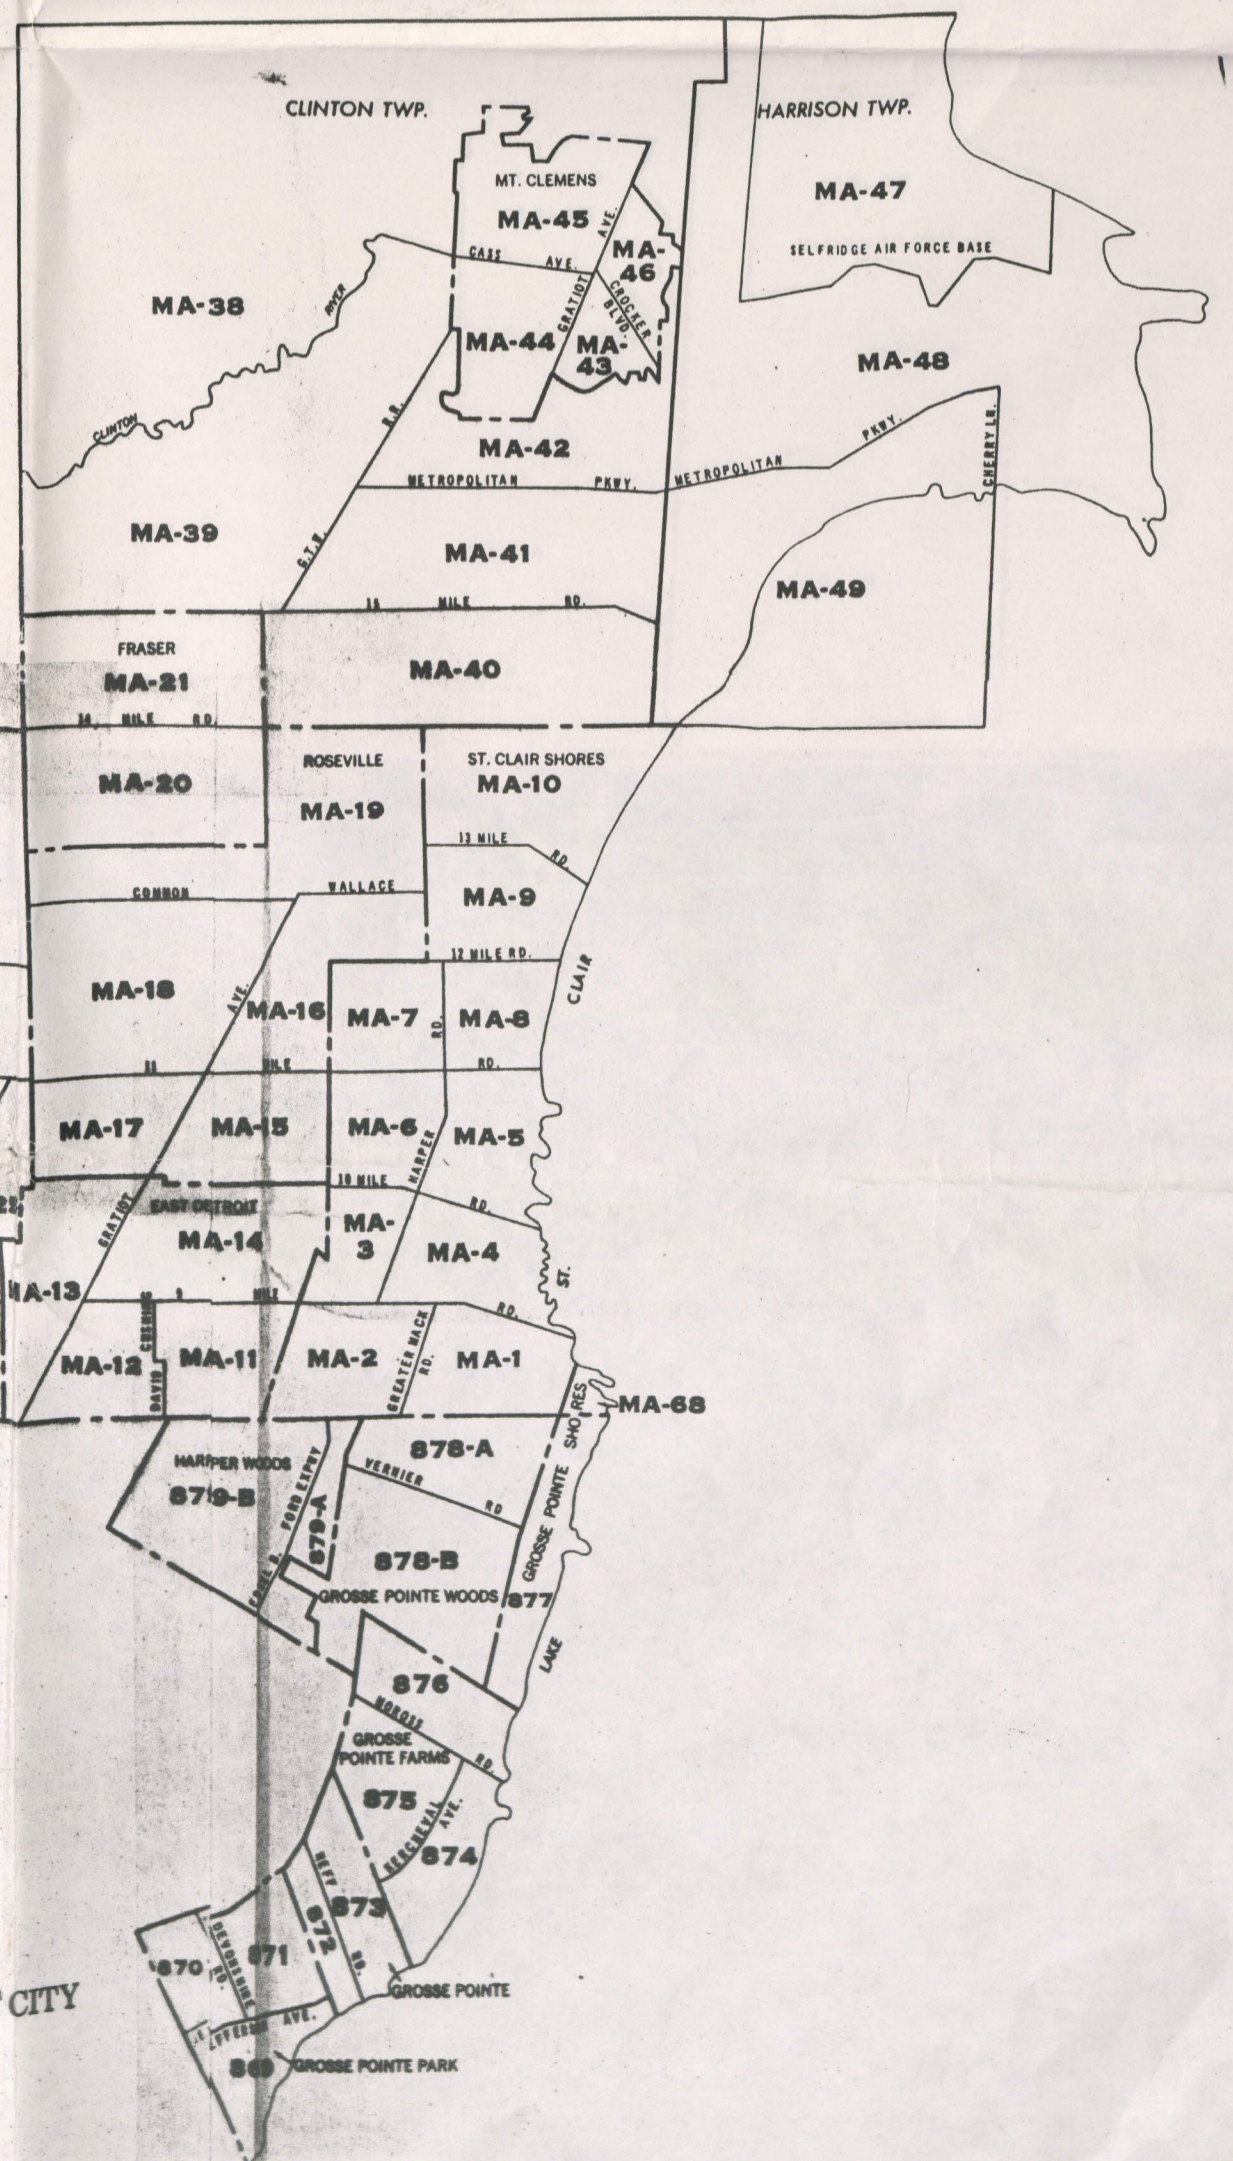 CLINTON TWP.
HARRISON TWP.
MT. CLEMENS
MA-45
AVE.
MA-47
MA-
46
SELFRIDGE AIR FORCE BASE
CASS AVE.
MA-38
RIVER
GRATIOT
CROCKER
BLVD.
MA-44
MA-
43
MA-48
CLINTON
R.R.
PKWY.
CHERRY LN.
MA-42
METROPOLITAN PKWY.
METROPOLITAN
MA-39
G.T.W.
MA-41
MA-49
15 MILE RD.
FRASER
MA-21
MA-40
14 MILE RD.
ROSEVILLE
ST. CLAIR SHORES
MA-20
MA-10
MA-19
13 MILE RD.
COMMON
WALLACE
MA-9
12 MILE RD.
CLAIR
MA-18
AVE.
MA-16
MA-7
RD.
MA-8
11 MILE RD.
MA-17
MA-15
MA-6
MA-5
HARPER
10 MILE RD.
EAST DETROIT
GRATIOT
MA-14
MA-
3
MA-4
ST.
MA-13
9 MILE RD.
CUSHING
DAVID
MA-12
MA-11
MA-2
GREATER MACK
RD.
MA-1
MA-68
GROSSE POINTE SHORES
878-A
HARPER WOODS
VERNIER RD
879-B
FORD EXPWY
879-A
878-B
GROSSE POINTE WOODS
877
LAKE
876
MOROSS RD.
GROSSE
POINTE FARMS
875
KERCHEVAL
AVE.
874
NEFF RD.
873
872
DEVONSHIRE
RD.
871
870
CITY
GROSSE POINTE
AVE.
869
GROSSE POINTE PARK